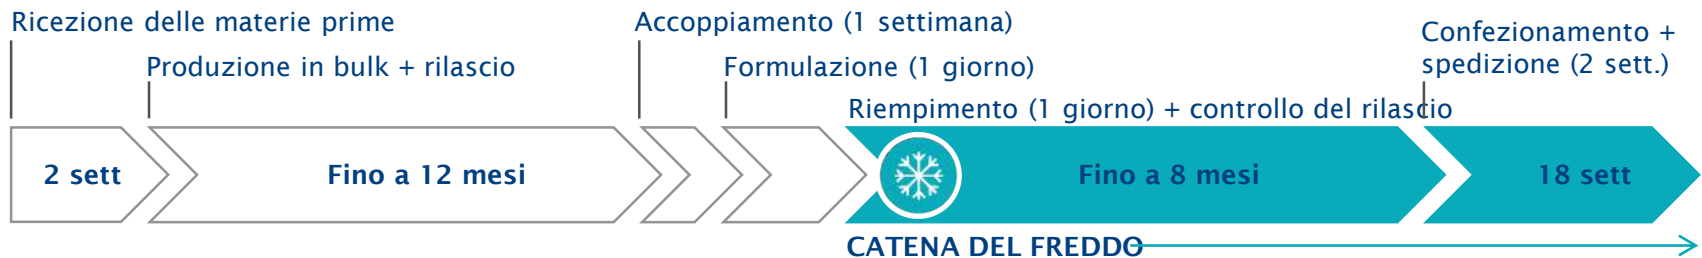 Ricezione delle materie prime
Produzione in bulk + rilascio
Accoppiamento (1 settimana)
Formulazione (1 giorno)
Riempimento (1 giorno) + controllo del rilascio
Confezionamento +
spedizione (2 sett.)
2 sett
Fino a 12 mesi
Fino a 8 mesi
18 sett
CATENA DEL FREDDO